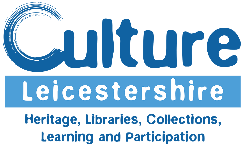 Culture
Leicestershire
Heritage, Libraries, Collections,
Learning and Participation